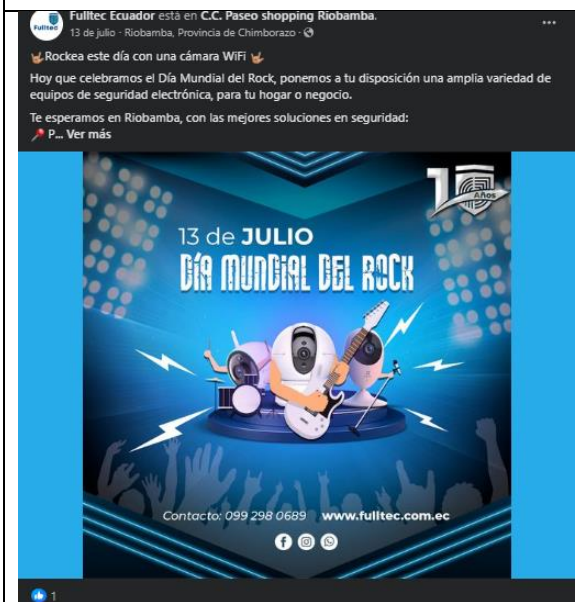 Fulltec Ecuador está en C.C. Paseo shopping Riobamba.
Fulltec
13 de julio · Riobamba, Provincia de Chimborazo ·
🤘🏽Rockea este día con una cámara WiFi 🤘🏽
Hoy que celebramos el Día Mundial del Rock, ponemos a tu disposición una amplia variedad de
equipos de seguridad electrónica, para tu hogar o negocio.
Te esperamos en Riobamba, con las mejores soluciones en seguridad:
📍 P... Ver más
Años
13 de JULIO
DÍA MUNDIAL DEL ROCK
Contacto: 099 298 0689 www.fulltec.com.ec
1